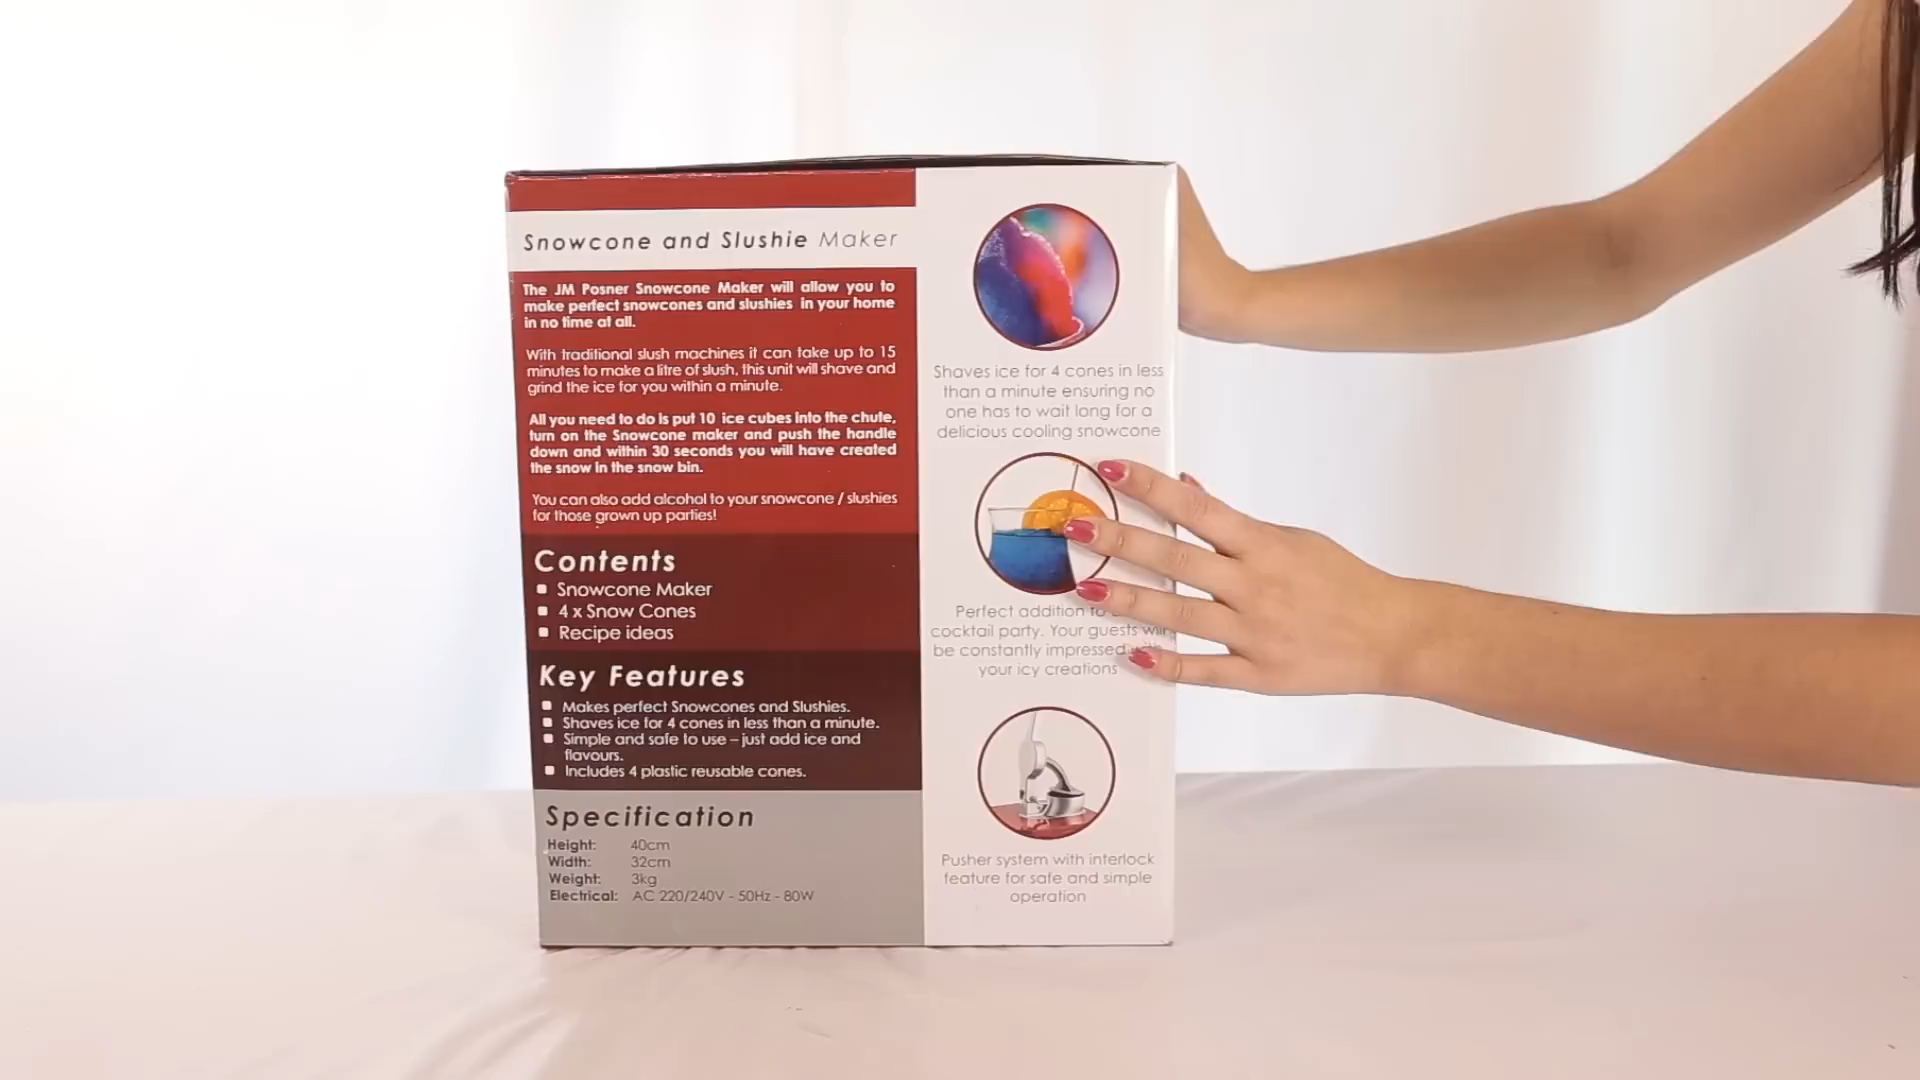 Snowcone and Slushie Maker
The JM Posner Snowcone Maker will allow you to
make perfect snowcones and slushies in your home
in no time at all.
With traditional slush machines it can take up to 15
minutes to make a litre of slush, this unit will shave and
grind the ice for you within a minute.
All you need to do is put 10 ice cubes into the chute,
turn on the Snowcone maker and push the handle
down and within 30 seconds you will have created
the snow in the snow bin.
You can also add alcohol to your snowcone / slushies
for those grown up parties!
Contents
Snowcone Maker
4 x Snow Cones
Recipe ideas
Key Features
Makes perfect Snowcones and Slushies.
Shaves ice for 4 cones in less than a minute.
Simple and safe to use – just add ice and
flavours.
Includes 4 plastic reusable cones.
Specification
Height: 40cm
Width: 32cm
Weight: 3kg
Electrical: AC 220/240V - 50Hz - 80W
Shaves ice for 4 cones in less
than a minute ensuring no
one has to wait long for a
delicious cooling snowcone
Perfect addition to
cocktail party. Your guests will
be constantly impressed
your icy creations
Pusher system with interlock
feature for safe and simple
operation